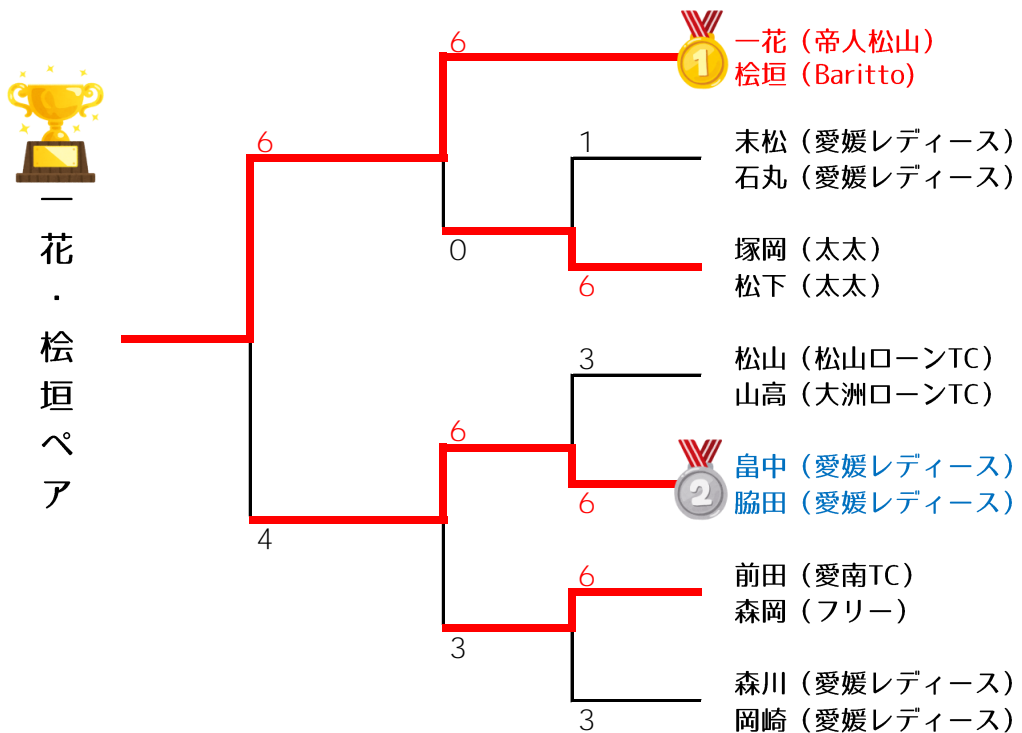 6
1
一花（帝人松山）
桧垣（Baritto)
6
1
末松（愛媛レディース）
石丸（愛媛レディース）
0
6
塚岡（太太）
松下（太太）
一花・桧垣ペア
3
松山（松山ローンTC）
山高（大洲ローンTC）
6
6
2
畠中（愛媛レディース）
脇田（愛媛レディース）
4
6
前田（愛南TC）
森岡（フリー）
3
3
森川（愛媛レディース）
岡崎（愛媛レディース）